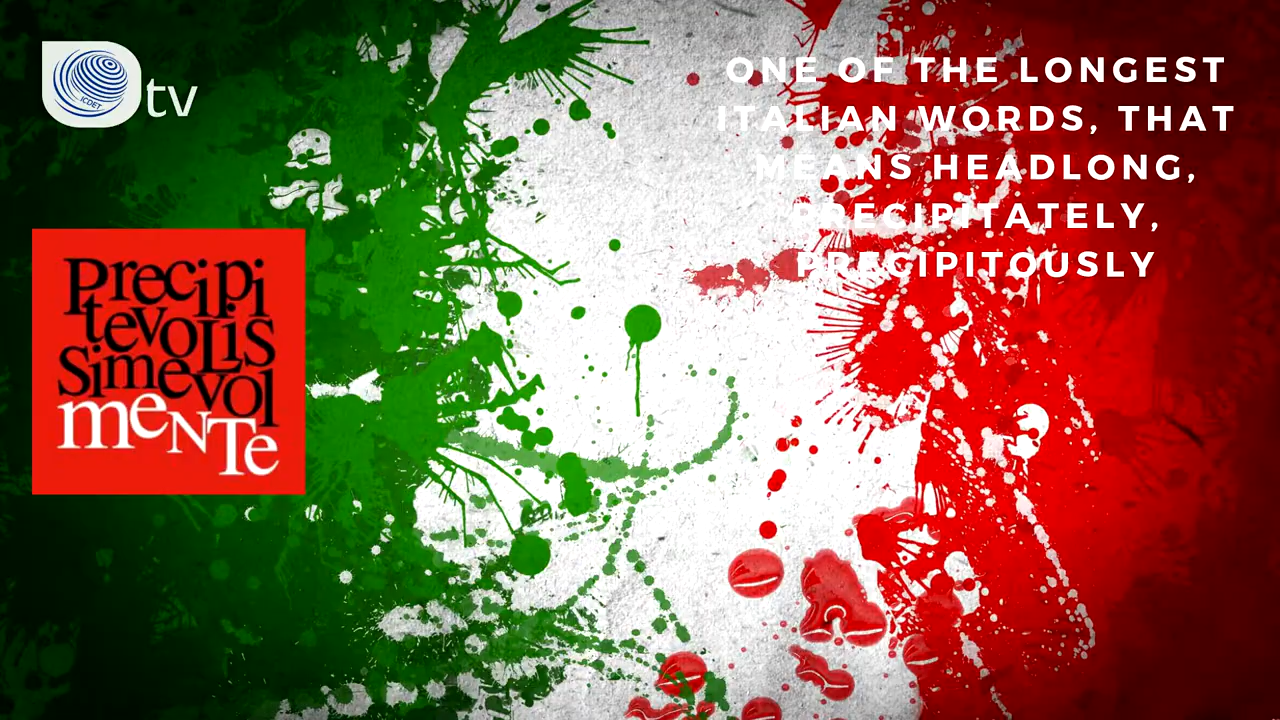 ICDET
tv
ONE OF THE LONGEST
ITALIAN WORDS, THAT
MEANS HEADLONG,
PRECIPITATELY,
PRECIPITOUSLY
Precipi
tevolis
simevol
meNTe